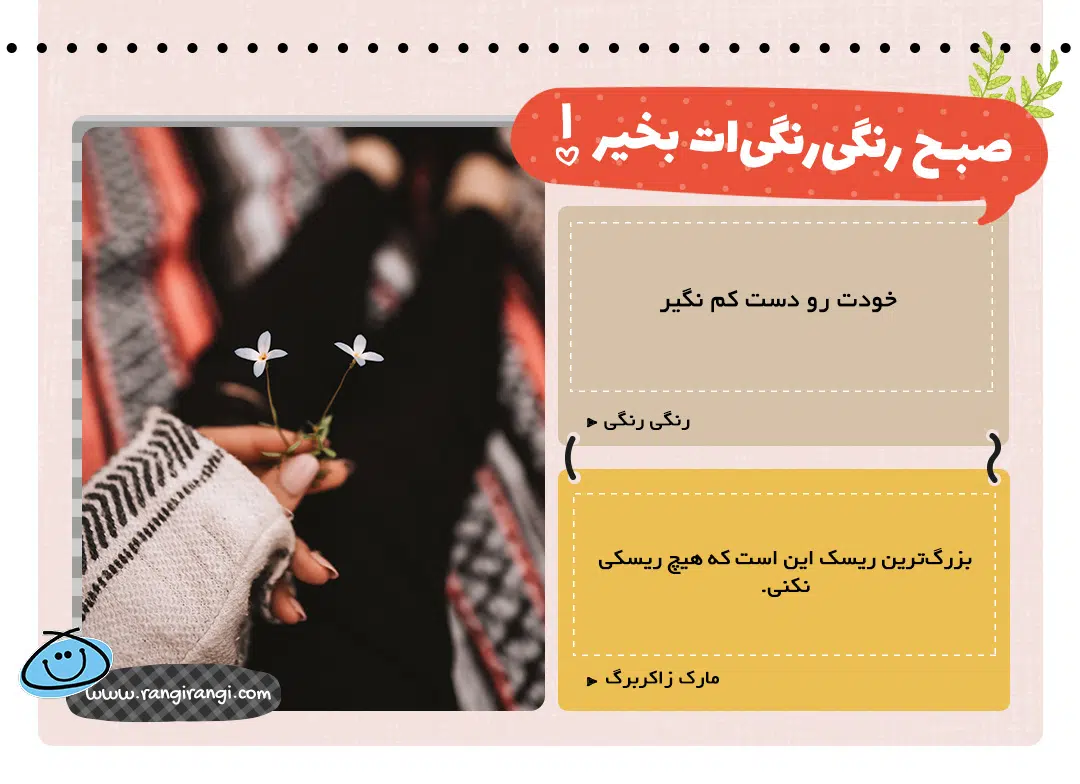 صبح رنگی‌رنگی‌ات بخیر !
خودت رو دست کم نگیر
رنگی رنگی
بزرگ‌ترین ریسک این است که هیچ ریسکی
نکنی.
مارک زاکربرگ
www.rangirangi.com